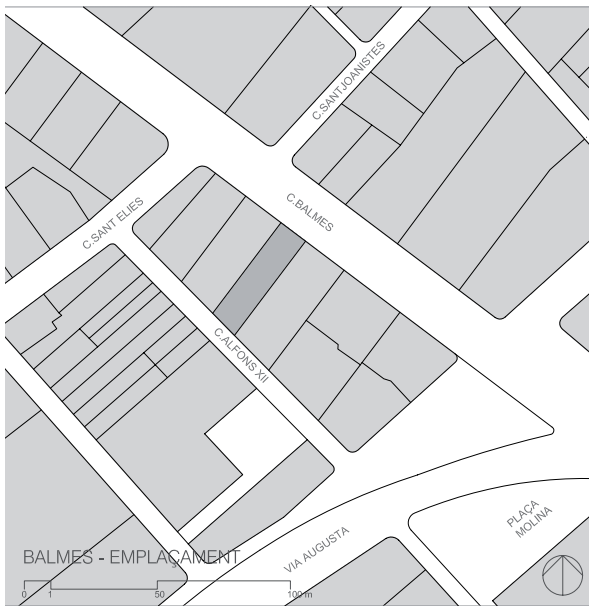 C.SANTJOANISTES
C.BALMES
C.SANT ELIES
C.ALFONS XII
PLAÇA
MOLINA
VIA AUGUSTA
BALMES - EMPLAÇAMENT
0 1 50 100 m